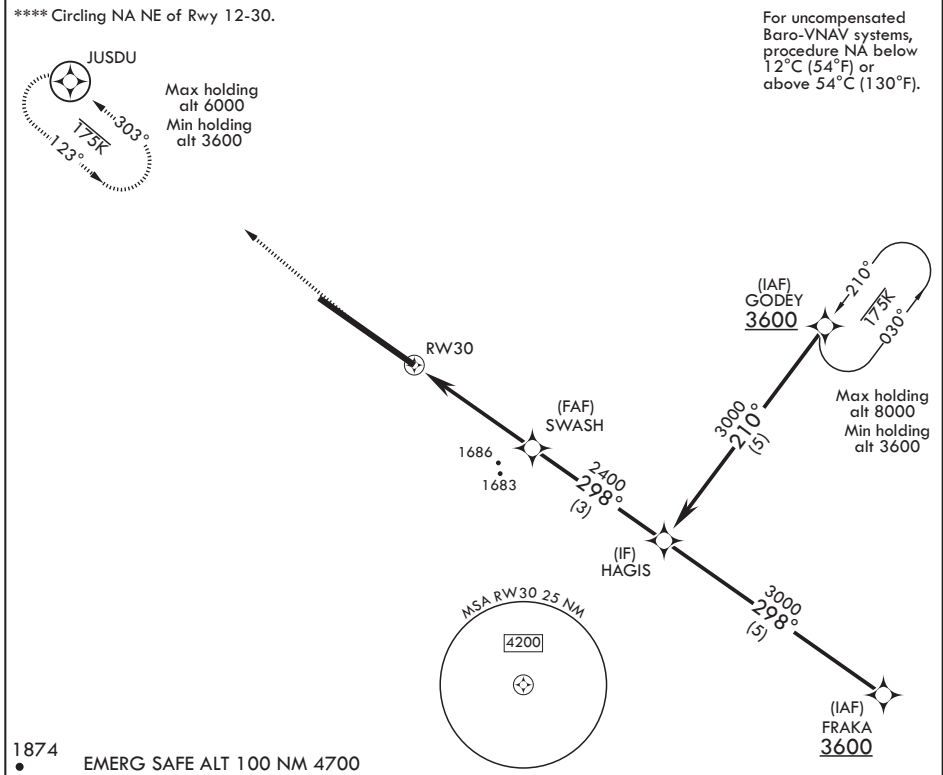 **** Circling NA NE of Rwy 12-30.
For uncompensated
Baro-VNAV systems,
procedure NA below
12°C (54°F) or
above 54°C (130°F).
JUSDU
Max holding
alt 6000
Min holding
alt 3600
303°
175K
123°
(IAF)
GODEY
3600
210°
175K
030°
Max holding
alt 8000
Min holding
alt 3600
RW30
3000
210°
(5)
(FAF)
SWASH
1686
1683
2400
298°
(3)
(IF)
HAGIS
3000
298°
(5)
MSA RW30 25 NM
4200
(IAF)
FRAKA
3600
1874
EMERG SAFE ALT 100 NM 4700